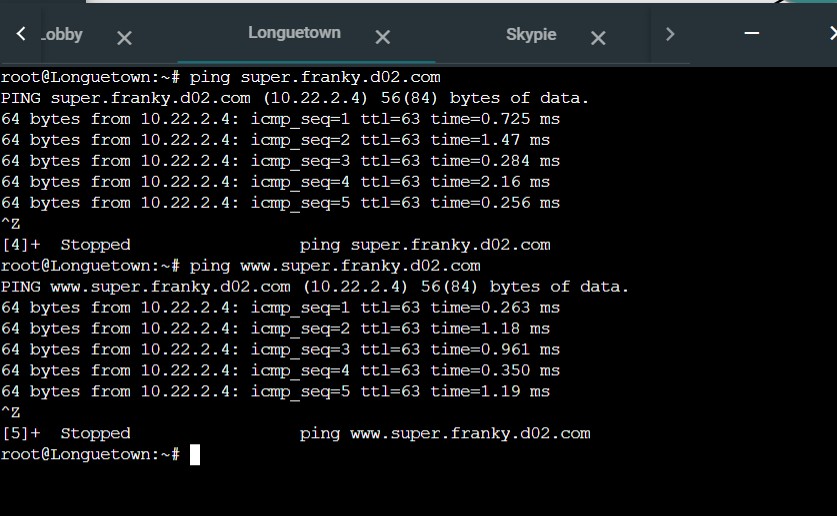 Lobby Longuetown Skypie
root@Longuetown:~# ping super.franky.d02.com
PING super.franky.d02.com (10.22.2.4) 56(84) bytes of data.
64 bytes from 10.22.2.4: icmp_seq=1 ttl=63 time=0.725 ms
64 bytes from 10.22.2.4: icmp_seq=2 ttl=63 time=1.47 ms
64 bytes from 10.22.2.4: icmp_seq=3 ttl=63 time=0.284 ms
64 bytes from 10.22.2.4: icmp_seq=4 ttl=63 time=2.16 ms
64 bytes from 10.22.2.4: icmp_seq=5 ttl=63 time=0.256 ms
^Z
[4]+  Stopped                 ping super.franky.d02.com
root@Longuetown:~# ping www.super.franky.d02.com
PING www.super.franky.d02.com (10.22.2.4) 56(84) bytes of data.
64 bytes from 10.22.2.4: icmp_seq=1 ttl=63 time=0.263 ms
64 bytes from 10.22.2.4: icmp_seq=2 ttl=63 time=1.18 ms
64 bytes from 10.22.2.4: icmp_seq=3 ttl=63 time=0.961 ms
64 bytes from 10.22.2.4: icmp_seq=4 ttl=63 time=0.350 ms
64 bytes from 10.22.2.4: icmp_seq=5 ttl=63 time=1.19 ms
^Z
[5]+  Stopped                 ping www.super.franky.d02.com
root@Longuetown:~#